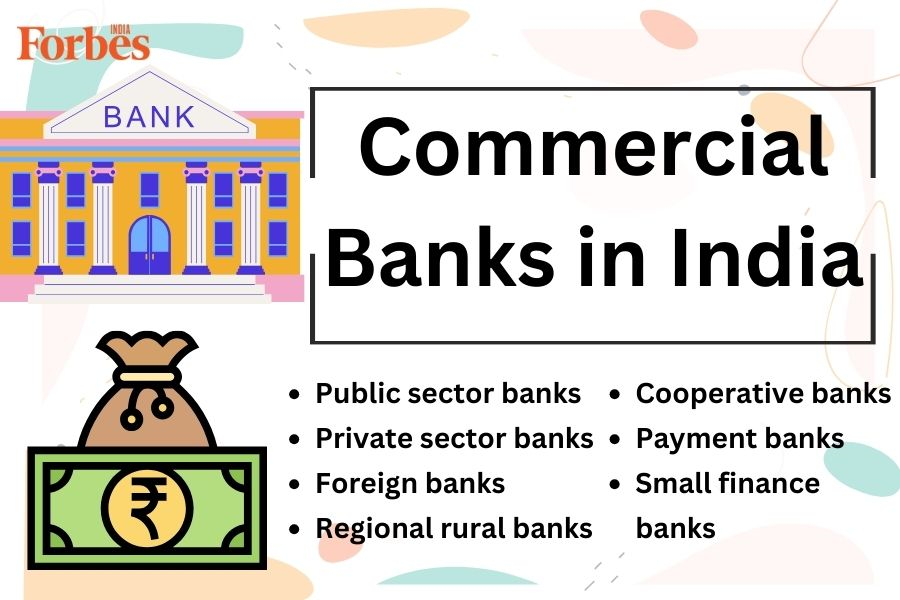 Forbes
INDIA
BANK
Commercial
Banks in India
• Public sector banks
• Private sector banks
• Foreign banks
• Regional rural banks
• Cooperative banks
• Payment banks
• Small finance
banks
₹